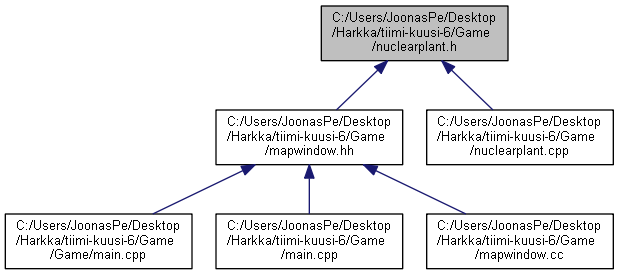 C:/Users/JoonasPe/Desktop
/Harkka/tiimi-kuusi-6/Game
/nuclearplant.h
C:/Users/JoonasPe/Desktop
/Harkka/tiimi-kuusi-6/Game
/mapwindow.hh
C:/Users/JoonasPe/Desktop
/Harkka/tiimi-kuusi-6/Game
/nuclearplant.cpp
C:/Users/JoonasPe/Desktop
/Harkka/tiimi-kuusi-6/Game
/Game/main.cpp
C:/Users/JoonasPe/Desktop
/Harkka/tiimi-kuusi-6/Game
/main.cpp
C:/Users/JoonasPe/Desktop
/Harkka/tiimi-kuusi-6/Game
/mapwindow.cc